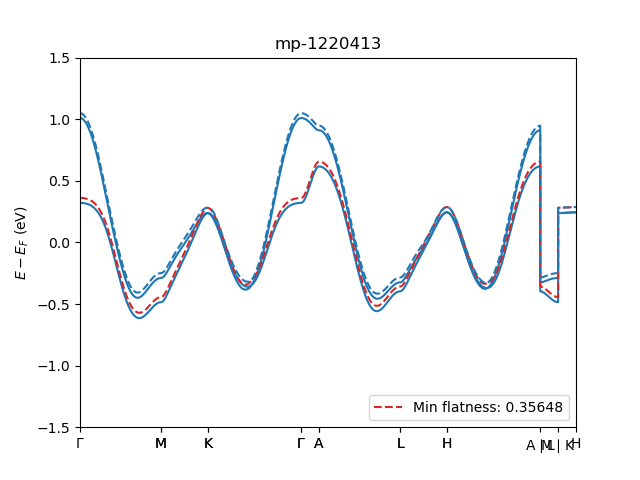 mp-1220413
E − E_F (eV)
1.5
1.0
0.5
0.0
−0.5
−1.0
−1.5
Min flatness: 0.35648
Γ M K Γ A L H A | L M | K H